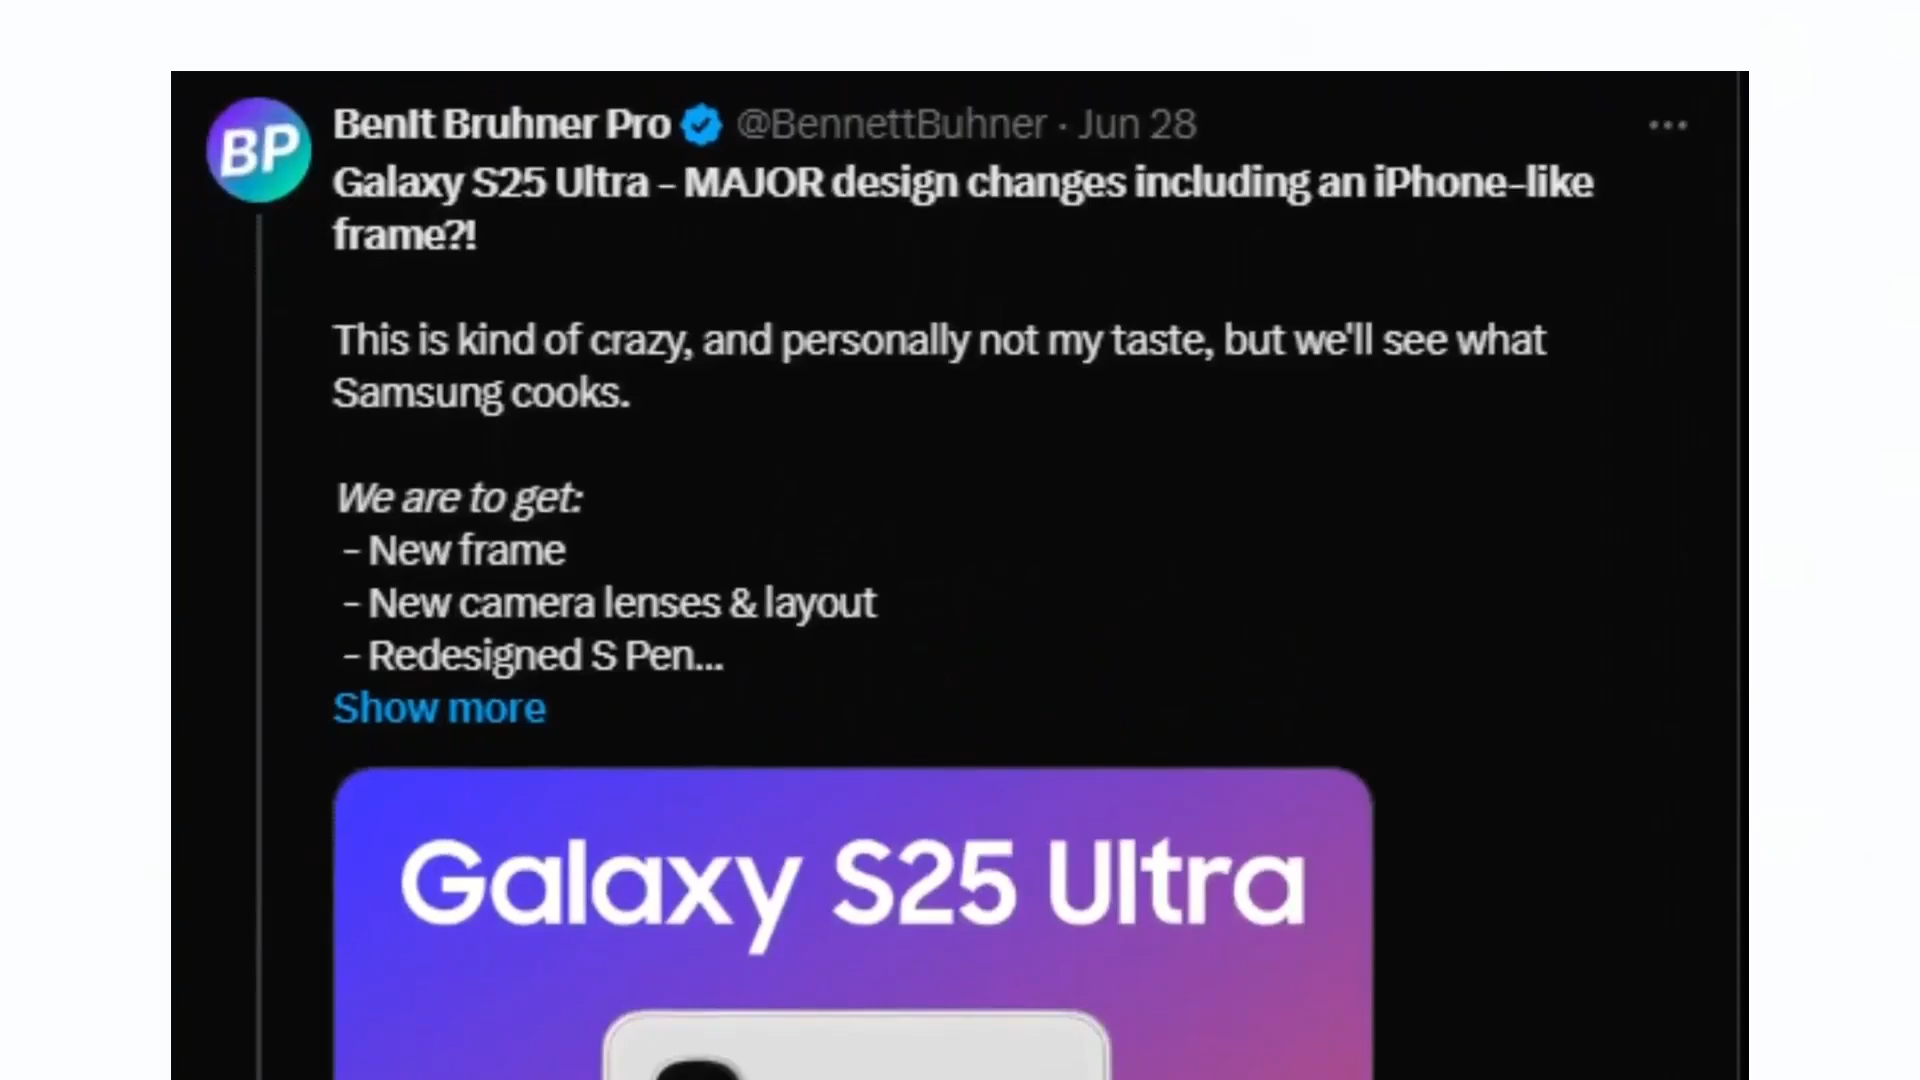 BP
BenIt Bruhner Pro @BennettBuhner · Jun 28
Galaxy S25 Ultra - MAJOR design changes including an iPhone-like
frame?!
This is kind of crazy, and personally not my taste, but we'll see what
Samsung cooks.
We are to get:
- New frame
- New camera lenses & layout
- Redesigned S Pen...
Show more
Galaxy S25 Ultra